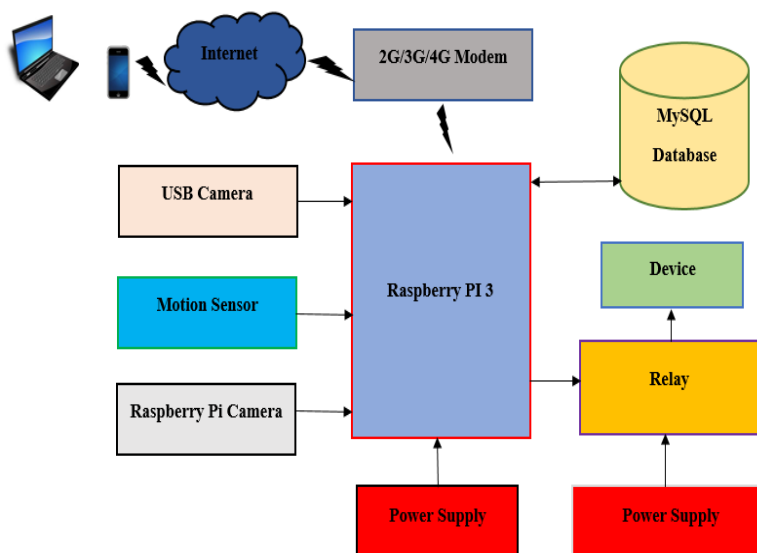 Internet
2G/3G/4G Modem
MySQL
Database
USB Camera
Motion Sensor
Raspberry PI 3
Device
Relay
Raspberry Pi Camera
Power Supply
Power Supply